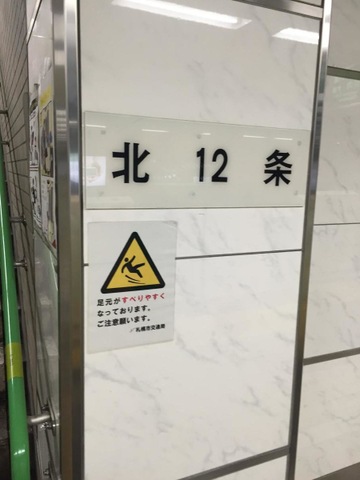 北 12 条
足元がすべりやすく
なっております。
ご注意願います。
札幌市交通局